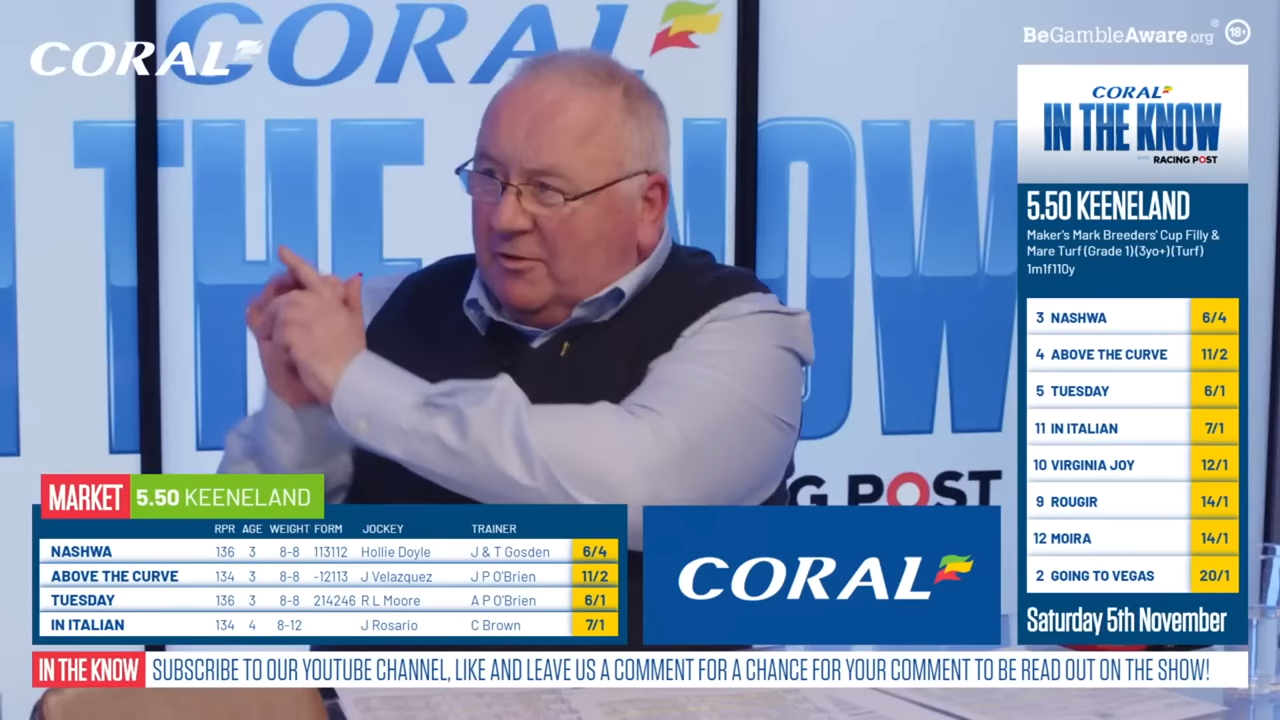 CORAL
CORAL
BeGambleAware.org® 18+
CORAL
IN THE KNOW
WITH RACING POST
THE KNOW
G POST
5.50 KEENELAND
Maker's Mark Breeders' Cup Filly &
Mare Turf (Grade 1)(3yo+)(Turf)
1m1f110y
3 NASHWA 6/4
4 ABOVE THE CURVE 11/2
5 TUESDAY 6/1
11 IN ITALIAN 7/1
10 VIRGINIA JOY 12/1
9 ROUGIR 14/1
12 MOIRA 14/1
2 GOING TO VEGAS 20/1
Saturday 5th November
MARKET 5.50 KEENELAND
RPR AGE WEIGHT FORM JOCKEY TRAINER
NASHWA 136 3 8-8 113112 Hollie Doyle J & T Gosden 6/4
ABOVE THE CURVE 134 3 8-8 -12113 J Velazquez J P O'Brien 11/2
TUESDAY 136 3 8-8 214246 R L Moore A P O'Brien 6/1
IN ITALIAN 134 4 8-12 J Rosario C Brown 7/1
CORAL
IN THE KNOW SUBSCRIBE TO OUR YOUTUBE CHANNEL, LIKE AND LEAVE US A COMMENT FOR A CHANCE FOR YOUR COMMENT TO BE READ OUT ON THE SHOW!